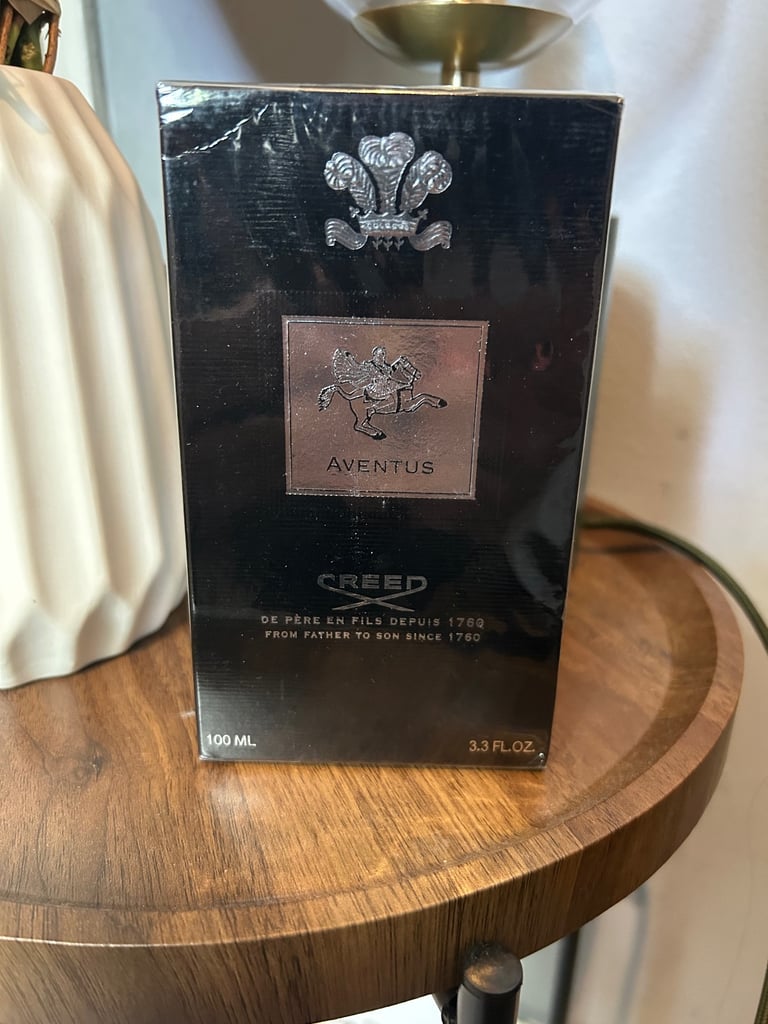 AVENTUS
CREED
DE PÈRE EN FILS DEPUIS 1760
FROM FATHER TO SON SINCE 1760
100 ML
3.3 FL.OZ.